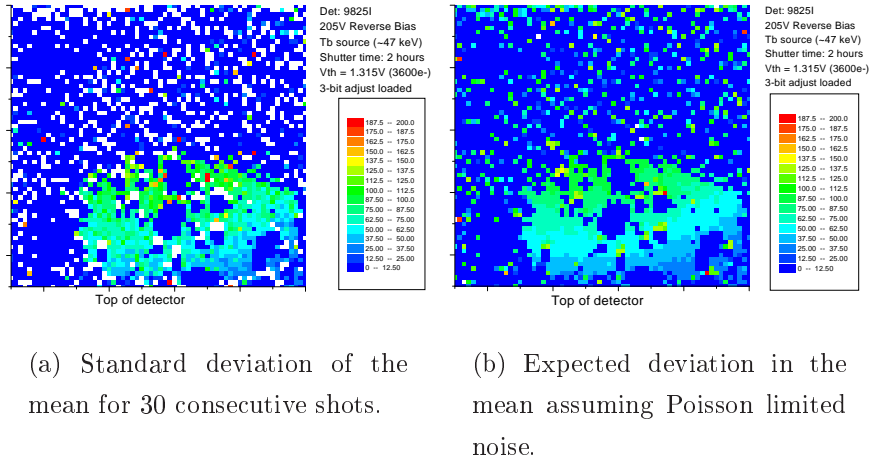 Det: 9825I
205V Reverse Bias
Tb source (~47 keV)
Shutter time: 2 hours
Vth = 1.315V (3600e-)
3-bit adjust loaded
187.5 -- 200.0
175.0 -- 187.5
162.5 -- 175.0
150.0 -- 162.5
137.5 -- 150.0
125.0 -- 137.5
112.5 -- 125.0
100.0 -- 112.5
87.50 -- 100.0
75.00 -- 87.50
62.50 -- 75.00
50.00 -- 62.50
37.50 -- 50.00
25.00 -- 37.50
12.50 -- 25.00
0 -- 12.50
Top of detector
(a) Standard deviation of the
mean for 30 consecutive shots.
Det: 9825I
205V Reverse Bias
Tb source (~47 keV)
Shutter time: 2 hours
Vth = 1.315V (3600e-)
3-bit adjust loaded
187.5 -- 200.0
175.0 -- 187.5
162.5 -- 175.0
150.0 -- 162.5
137.5 -- 150.0
125.0 -- 137.5
112.5 -- 125.0
100.0 -- 112.5
87.50 -- 100.0
75.00 -- 87.50
62.50 -- 75.00
50.00 -- 62.50
37.50 -- 50.00
25.00 -- 37.50
12.50 -- 25.00
0 -- 12.50
Top of detector
(b) Expected deviation in the
mean assuming Poisson limited
noise.